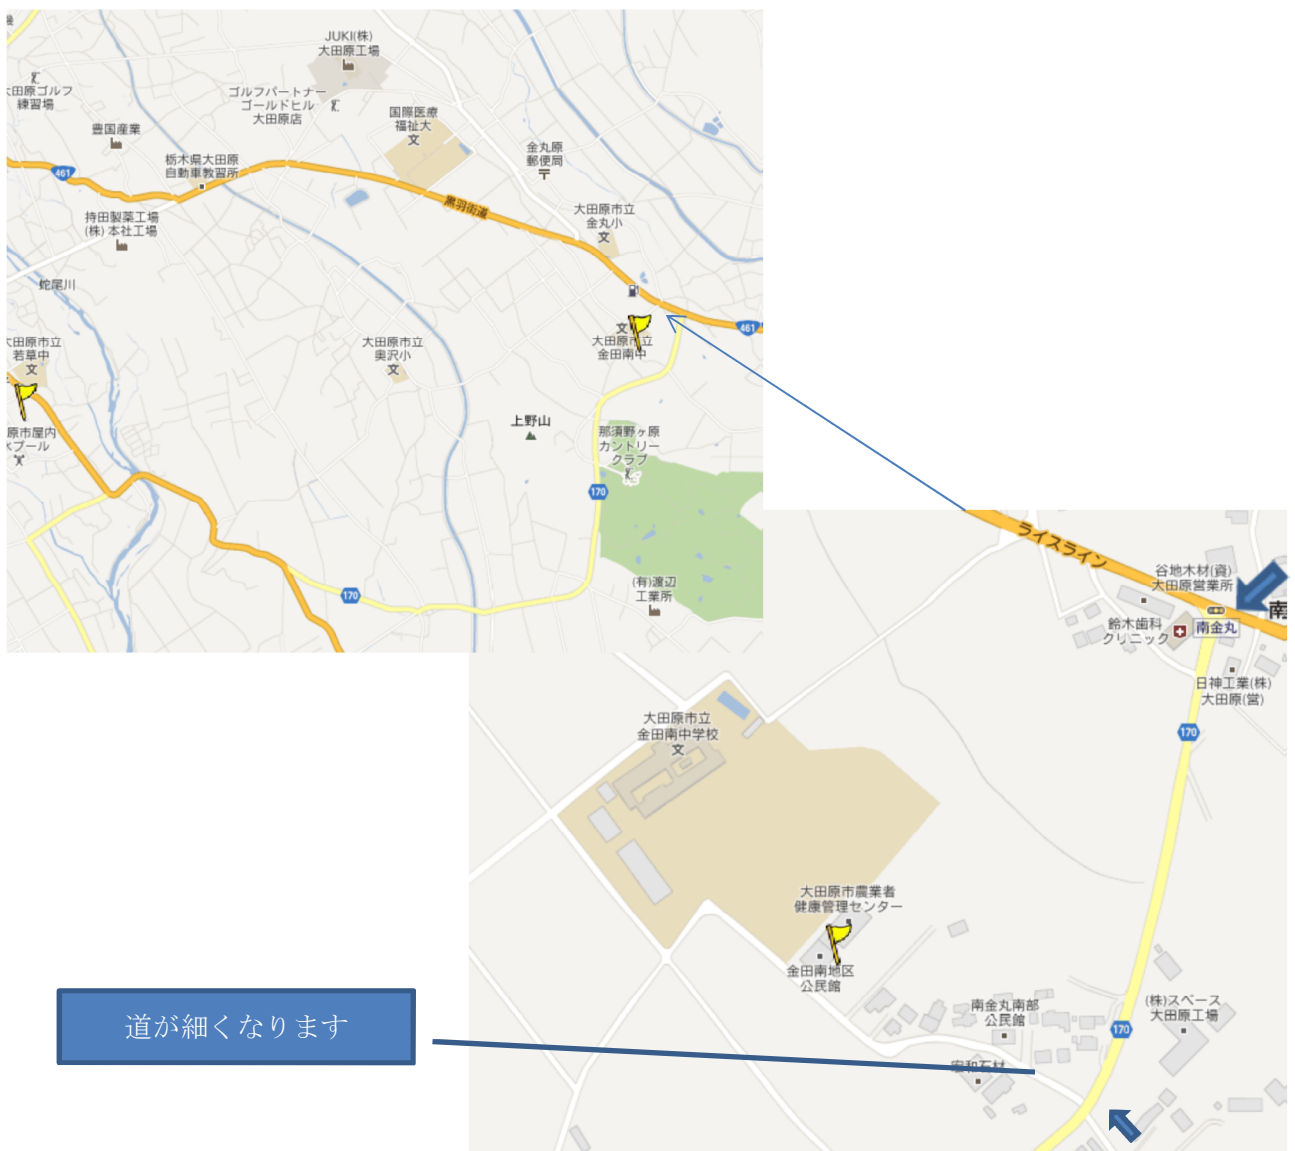 JUKI(株)
大田原工場
大田原ゴルフ
練習場
ゴルフパートナー
ゴールドヒル
大田原店
豊国産業
国際医療
福祉大
文
金丸原
郵便局
栃木県大田原
自動車教習所
461
黒羽街道
持田製薬工場
(株) 本社工場
大田原市立
金丸小
文
蛇尾川
大田原市立
若草中
文
大田原市立
奥沢小
文
文
大田原市立
金田南中
461
原市屋内
水プール
上野山
那須野ヶ原
カントリー
クラブ
170
(有)渡辺
工業所
170
ライスライン
谷地木材(資)
大田原営業所
鈴木歯科
クリニック
南金丸
南
日神工業(株)
大田原(営)
170
大田原市立
金田南中学校
文
大田原市農業者
健康管理センター
金田南地区
公民館
南金丸南部
公民館
(株)スペース
大田原工場
170
宏和石材
道が細くなります